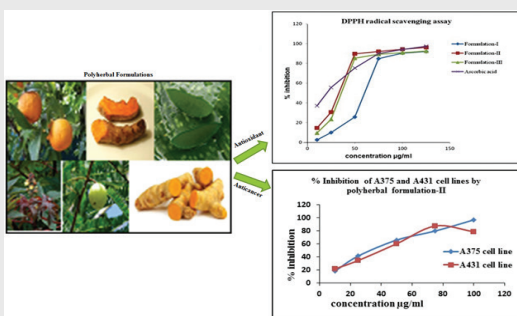 Polyherbal Formulations
Antioxidant
Anticancer
DPPH radical scavenging assay
% inhibition
120
100
80
60
40
20
0
0
50
100
150
concentration µg/ml
Formulation-I
Formulation-II
Formulation-III
Ascorbic acid
% Inhibition of A375 and A431 cell lines by
polyherbal formulation-II
% inhibition
120
100
80
60
40
20
0
0
20
40
60
80
100
120
concentration µg/ml
A375 cell line
A431 cell line